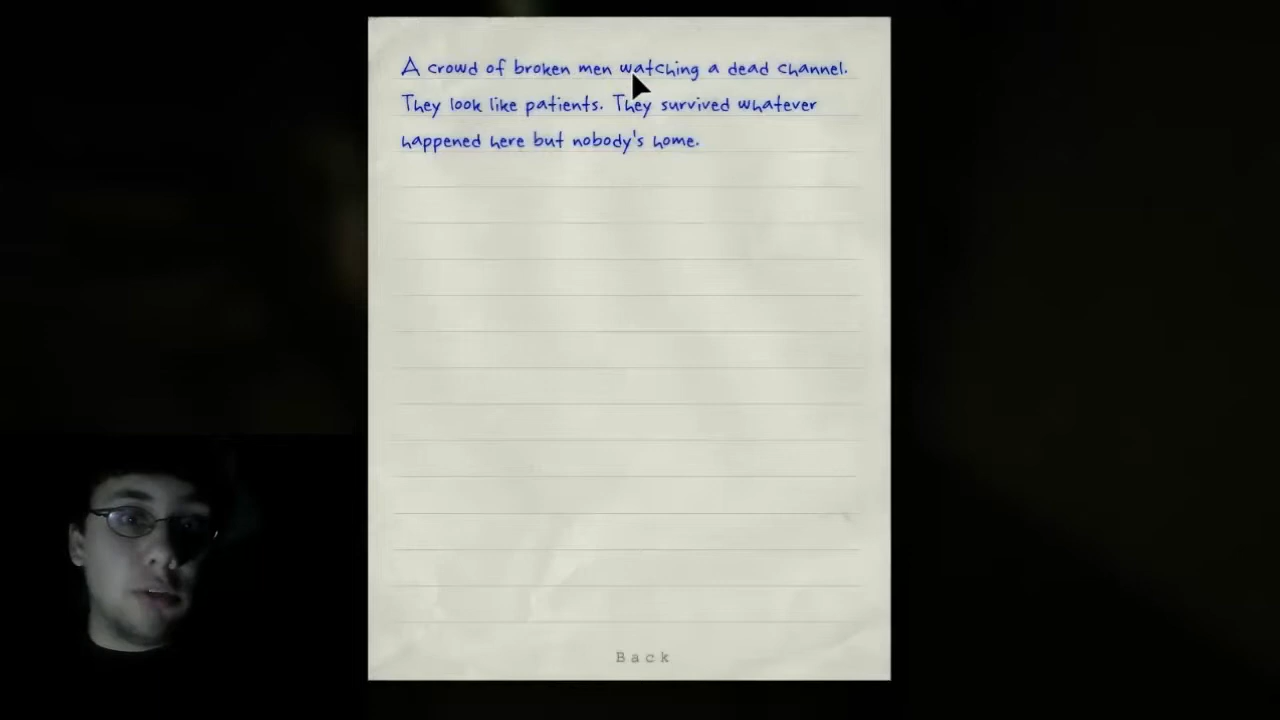 A crowd of broken men watching a dead channel.
They look like patients. They survived whatever
happened here but nobody's home.
Back